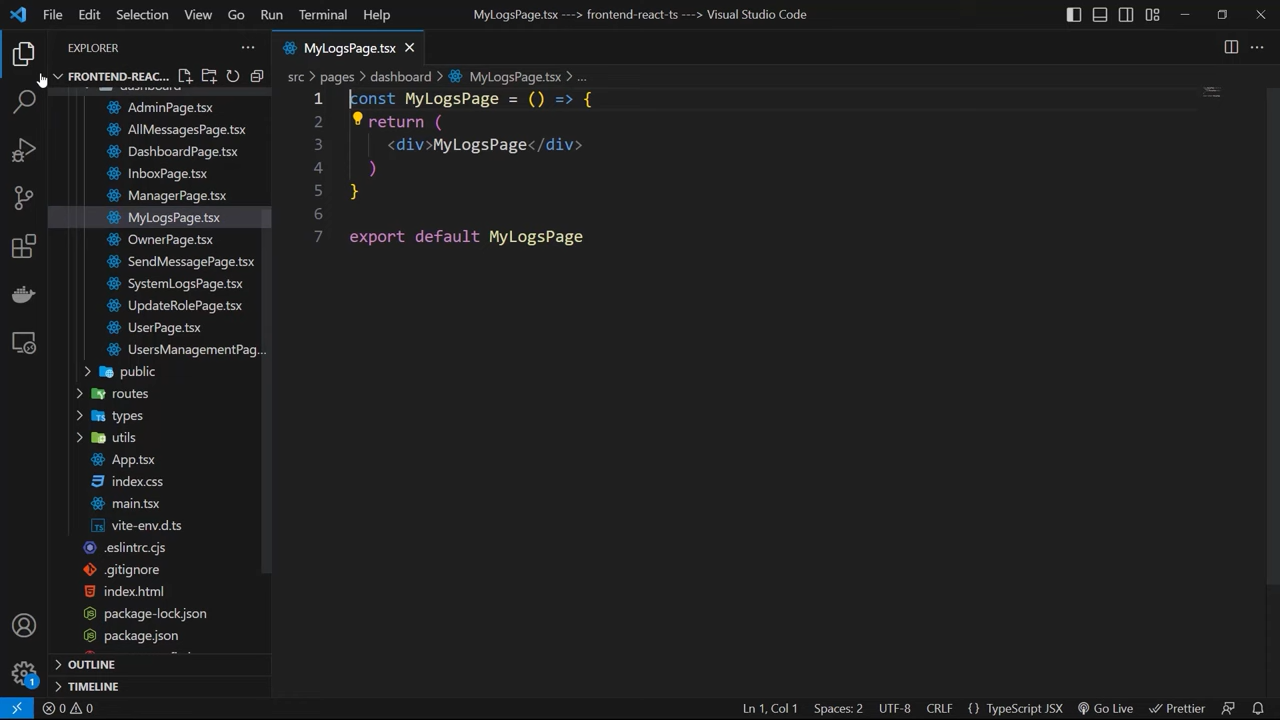 File Edit Selection View Go Run Terminal Help
MyLogsPage.tsx ---> frontend-react-ts ---> Visual Studio Code
EXPLORER
FRONTEND-REAC...
dashboard
AdminPage.tsx
AllMessagesPage.tsx
DashboardPage.tsx
InboxPage.tsx
ManagerPage.tsx
MyLogsPage.tsx
OwnerPage.tsx
SendMessagePage.tsx
SystemLogsPage.tsx
UpdateRolePage.tsx
UserPage.tsx
UsersManagementPag...
public
routes
types
utils
App.tsx
index.css
main.tsx
vite-env.d.ts
.eslintrc.cjs
.gitignore
index.html
package-lock.json
package.json
OUTLINE
TIMELINE
MyLogsPage.tsx
src > pages > dashboard > MyLogsPage.tsx > ...
1 const MyLogsPage = () => {
2 return (
3 <div>MyLogsPage</div>
4 )
5 }
6
7 export default MyLogsPage
1
0 0 Ln 1, Col 1 Spaces: 2 UTF-8 CRLF {} TypeScript JSX Go Live Prettier